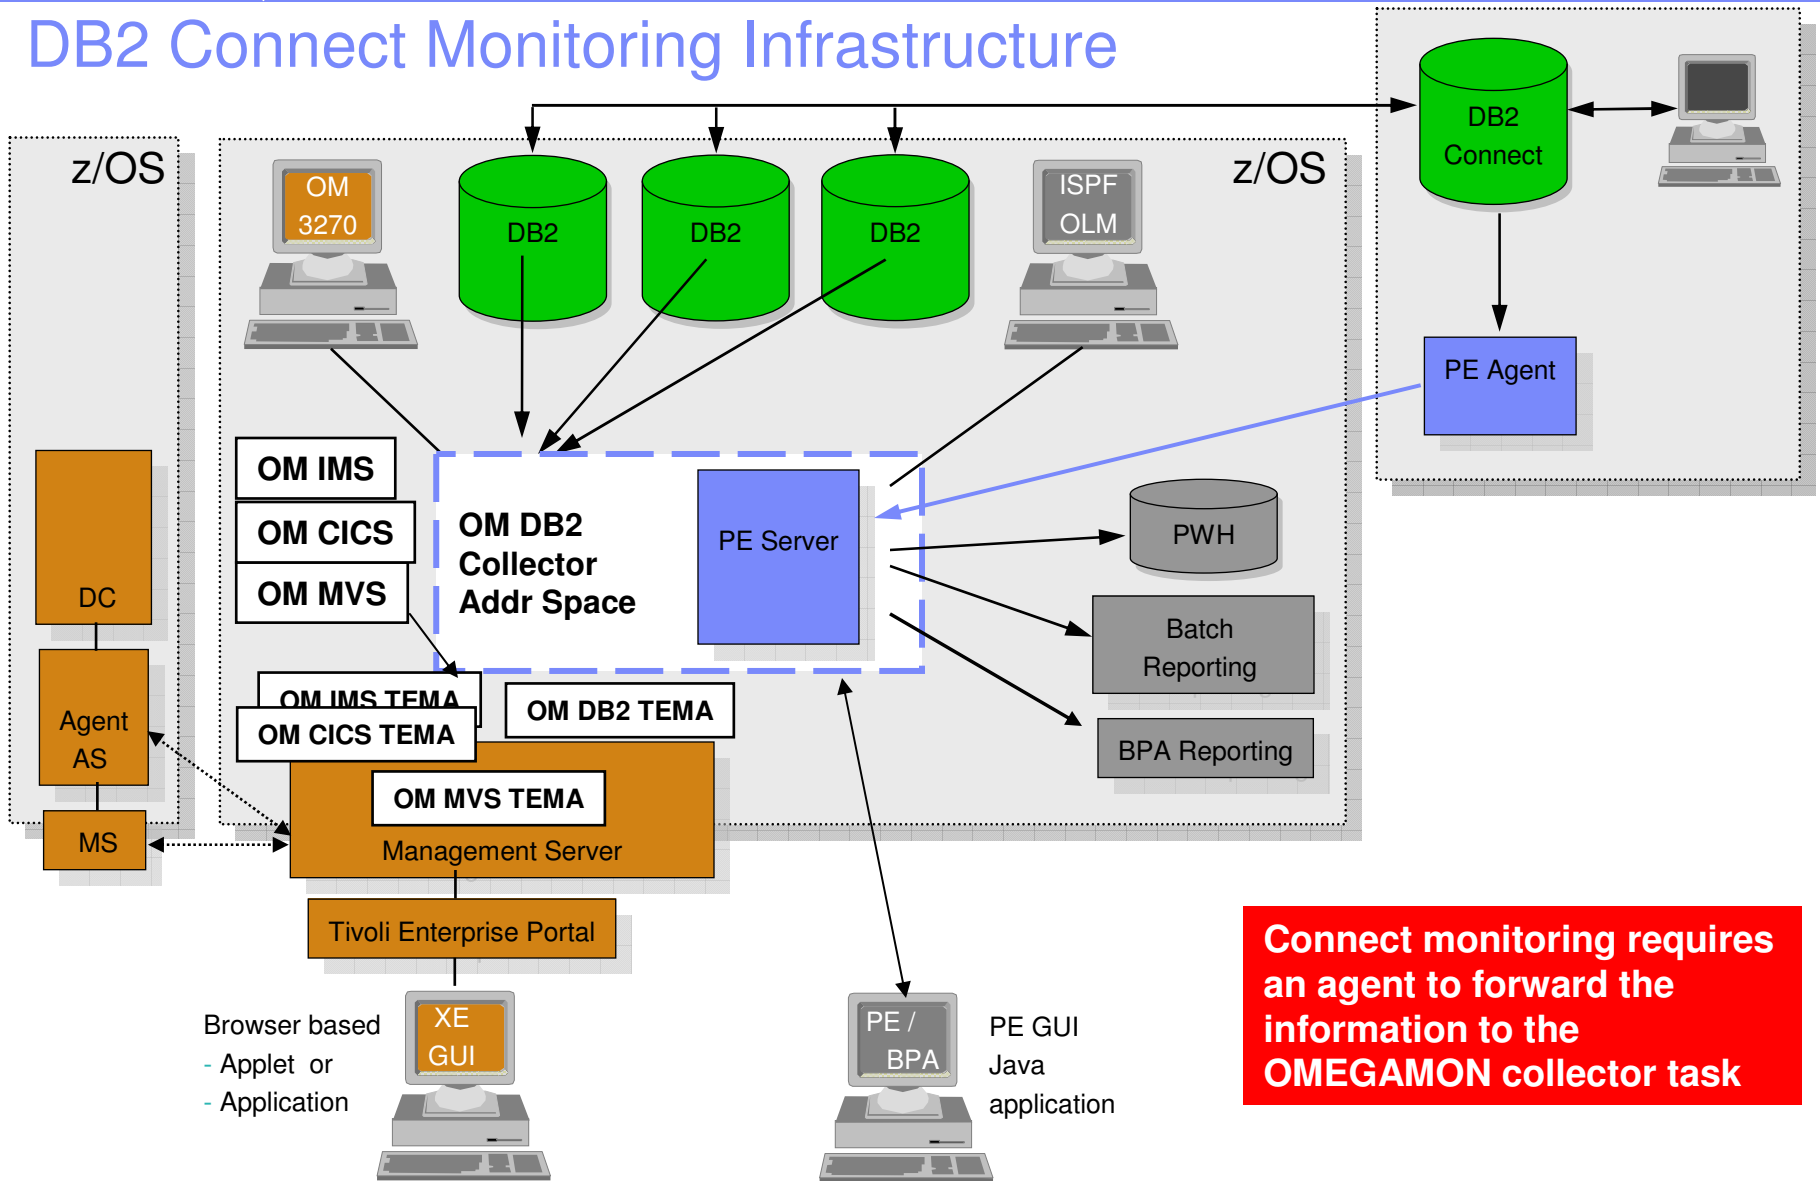 DB2 Connect Monitoring Infrastructure
z/OS
DC
Agent
AS
MS
z/OS
OM
3270
DB2
DB2
DB2
ISPF
OLM
OM IMS
OM CICS
OM MVS
OM DB2
Collector
Addr Space
PE Server
PWH
Batch
Reporting
BPA Reporting
OM IMS TEMA
OM CICS TEMA
OM DB2 TEMA
OM MVS TEMA
Management Server
Tivoli Enterprise Portal
Browser based
- Applet or
- Application
XE
GUI
PE /
BPA
PE GUI
Java
application
DB2
Connect
PE Agent
Connect monitoring requires
an agent to forward the
information to the
OMEGAMON collector task